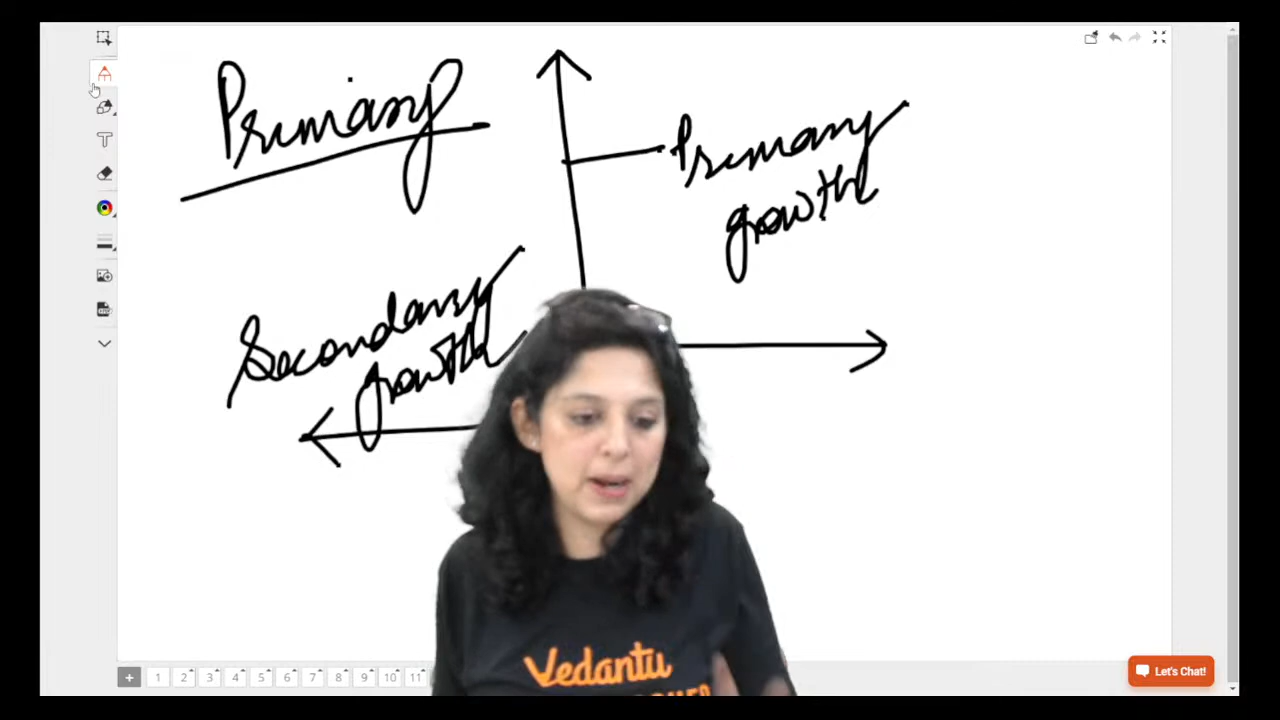 Primary
Primary
growth
Secondary
growth
Vedantu
+ 1 2 3 4 5 6 7 8 9 10 11
Let's Chat!